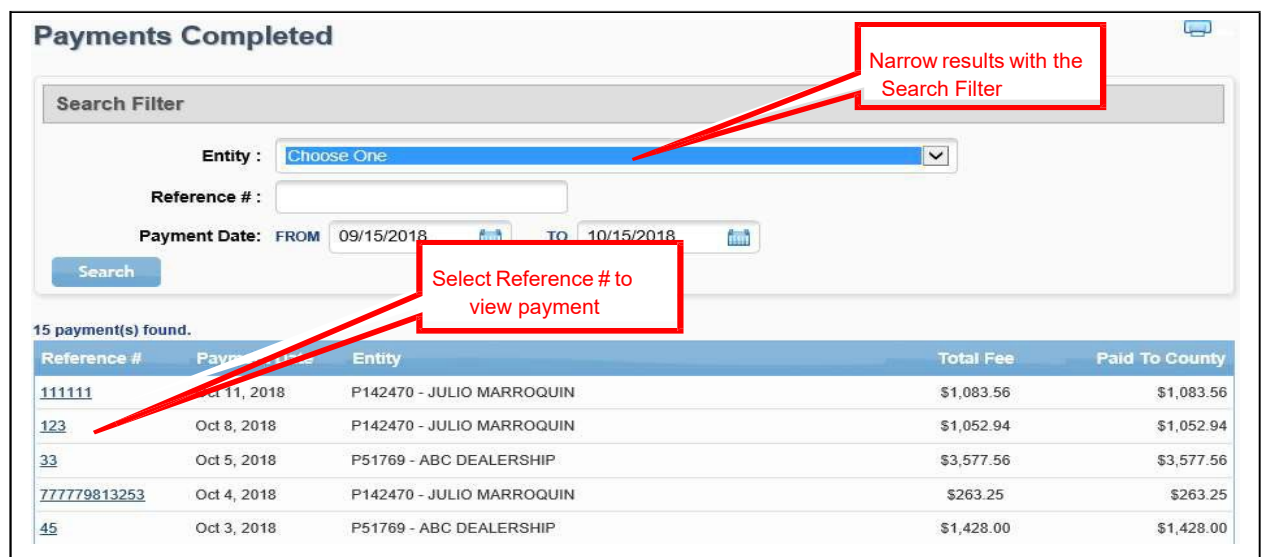 Payments Completed
Narrow results with the
Search Filter
Search Filter
Entity :
Choose One
Reference # :
Payment Date: FROM 09/15/2018 TO 10/15/2018
Search
Select Reference # to
view payment
15 payment(s) found.
Reference # Date Entity Total Fee Paid To County
111111 11, 2018 P142470 - JULIO MARROQUIN $1,083.56 $1,083.56
123 Oct 8, 2018 P142470 - JULIO MARROQUIN $1,052.94 $1,052.94
33 Oct 5, 2018 P51769 - ABC DEALERSHIP $3,577.56 $3,577.56
777779813253 Oct 4, 2018 P142470 - JULIO MARROQUIN $263.25 $263.25
45 Oct 3, 2018 P51769 - ABC DEALERSHIP $1,428.00 $1,428.00